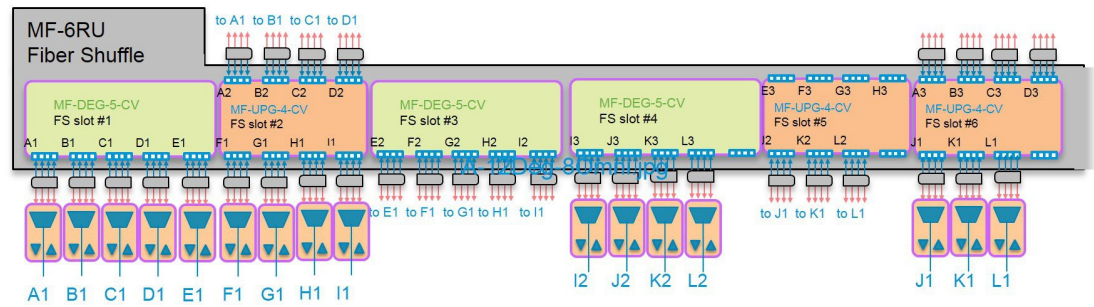 MF-6RU
Fiber Shuffle
to A1 to B1 to C1 to D1
MF-DEG-5-CV
FS slot #1
A1 B1 C1 D1 E1
A2 B2 C2 D2
MF-UPG-4-CV
FS slot #2
F1 G1 H1 I1
MF-DEG-5-CV
FS slot #3
E2 F2 G2 H2 I2
MF-DEG-5-CV
FS slot #4
I3 J3 K3 L3
E3 F3 G3 H3
MF-UPG-4-CV
FS slot #5
I2 K2 L2
A3 B3 C3 D3
MF-UPG-4-CV
FS slot #6
J1 K1 L1
to E1 to F1 to G1 to H1 to I1
to J1 to K1 to L1
A1 B1 C1 D1 E1 F1 G1 H1 I1
I2 J2 K2 L2
J1 K1 L1